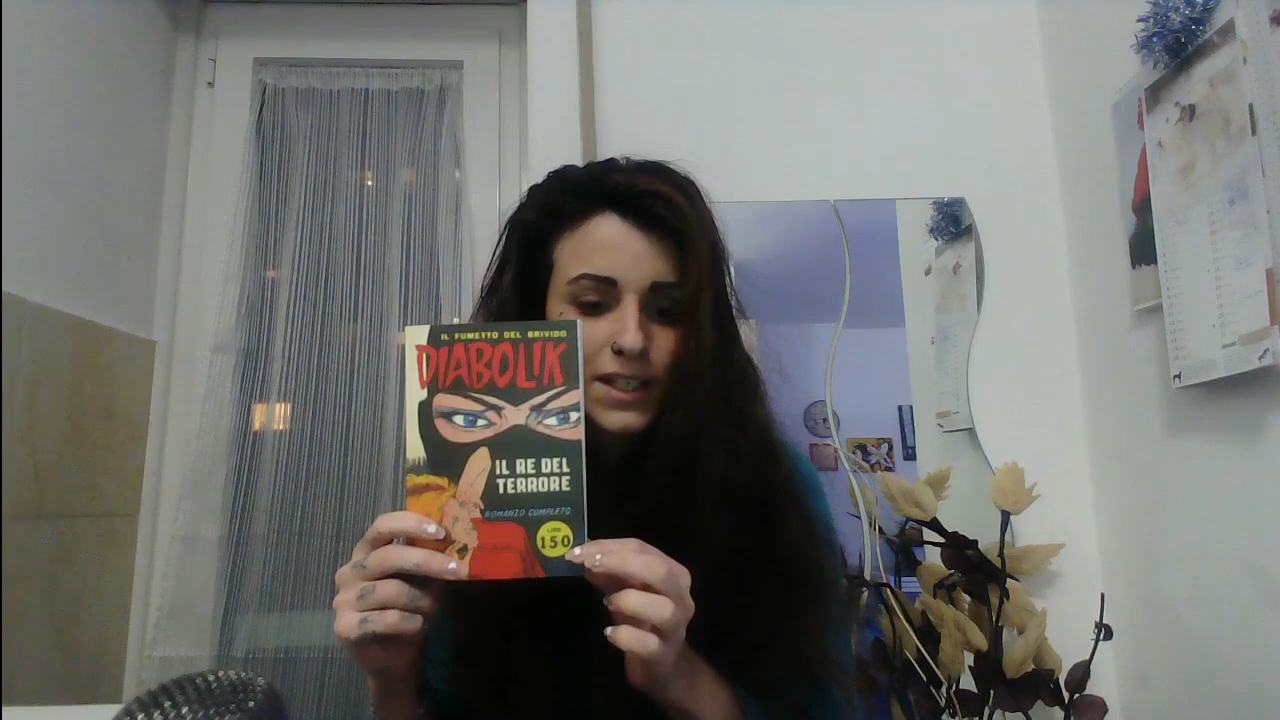 IL FUMETTO DEL BRIVIDO
DIABOLIK
IL RE DEL
TERRORE
ROMANZO COMPLETO
LIRE
150